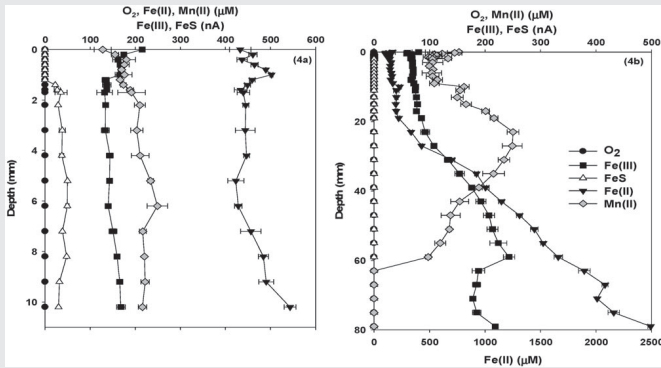 O2, Fe(II), Mn(II) (µM)
Fe(III), FeS (nA)
0 100 200 300 400 500 600
(4a)
0
2
4
6
8
10
Depth (mm)
O2, Mn(II) (µM)
Fe(III), FeS (nA)
0 100 200 300 400 500
(4b)
0
20
40
60
80
Depth (mm)
O2
Fe(III)
FeS
Fe(II)
Mn(II)
0 500 1000 1500 2000 2500
Fe(II) (µM)